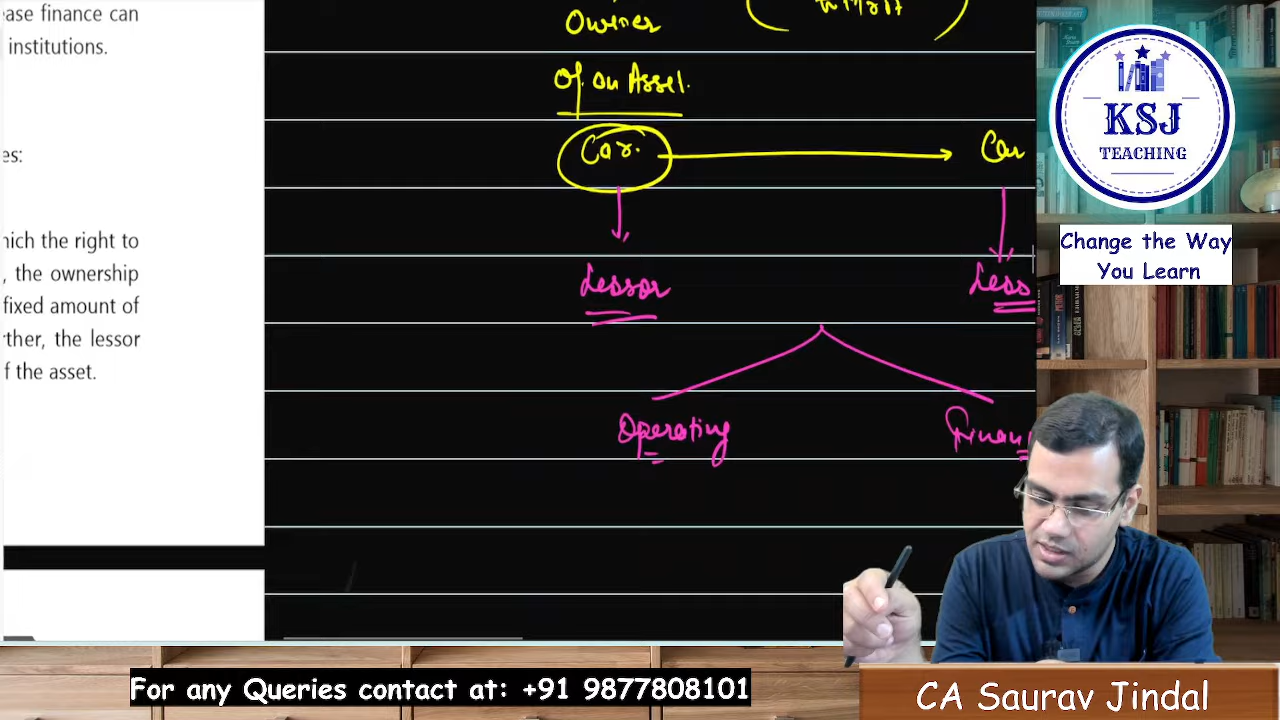 ease finance can
institutions.
es:
hich the right to
, the ownership
fixed amount of
rther, the lessor
f the asset.
Owner
Of an Asset.
Car.
Car
Lessor
Less
Operating
Finan
KSJ
TEACHING
Change the Way
You Learn
For any Queries contact at: +91 9877808101
CA Saurav Jindal